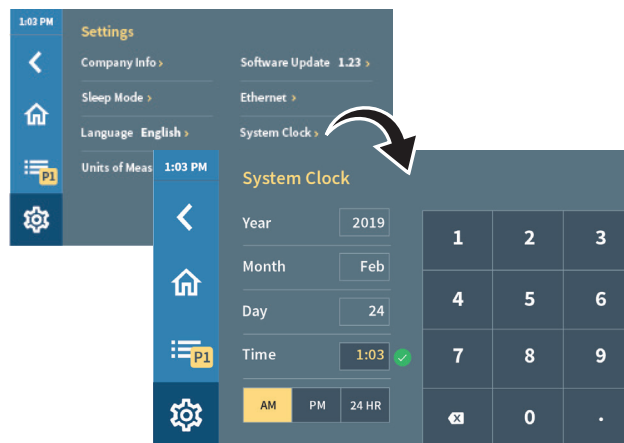 1:03 PM
Settings
Company Info >
Software Update 1.23 >
Sleep Mode >
Ethernet >
Language English >
System Clock >
Units of Meas
P1
1:03 PM
System Clock
Year 2019
Month Feb
Day 24
Time 1:03
AM PM 24 HR
P1
1 2 3
4 5 6
7 8 9
0 .